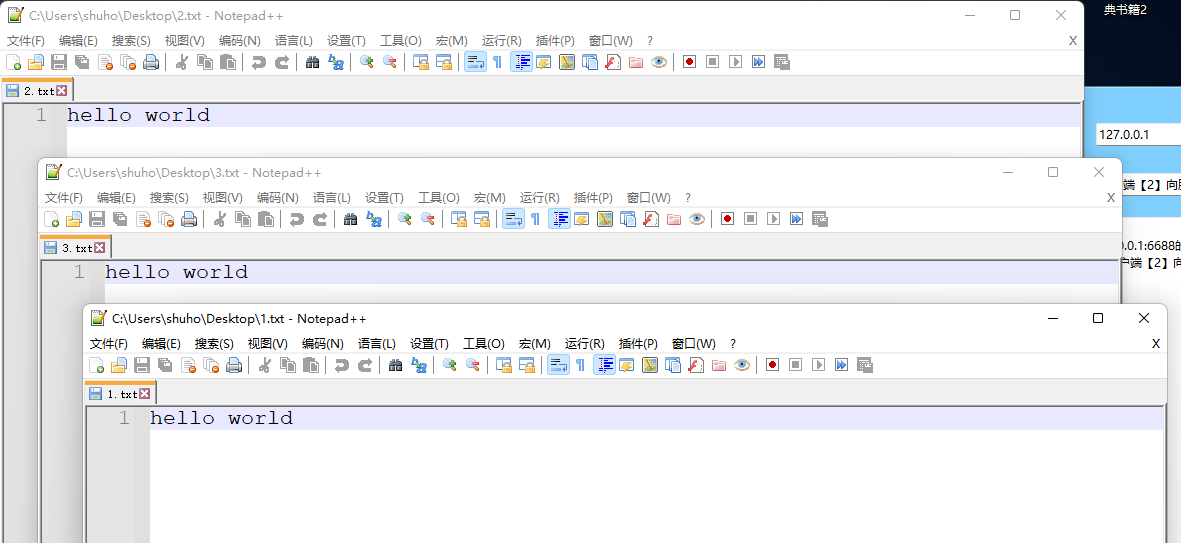 C:\Users\shuho\Desktop\2.txt - Notepad++
文件(F) 编辑(E) 搜索(S) 视图(V) 编码(N) 语言(L) 设置(T) 工具(O) 宏(M) 运行(R) 插件(P) 窗口(W) ? X
2.txt
1 hello world
C:\Users\shuho\Desktop\3.txt - Notepad++
文件(F) 编辑(E) 搜索(S) 视图(V) 编码(N) 语言(L) 设置(T) 工具(O) 宏(M) 运行(R) 插件(P) 窗口(W) ? X
3.txt
1 hello world
C:\Users\shuho\Desktop\1.txt - Notepad++
文件(F) 编辑(E) 搜索(S) 视图(V) 编码(N) 语言(L) 设置(T) 工具(O) 宏(M) 运行(R) 插件(P) 窗口(W) ? X
1.txt
1 hello world
典书籍2
127.0.0.1
端【2】向
0.0.1:6688的
户端【2】向